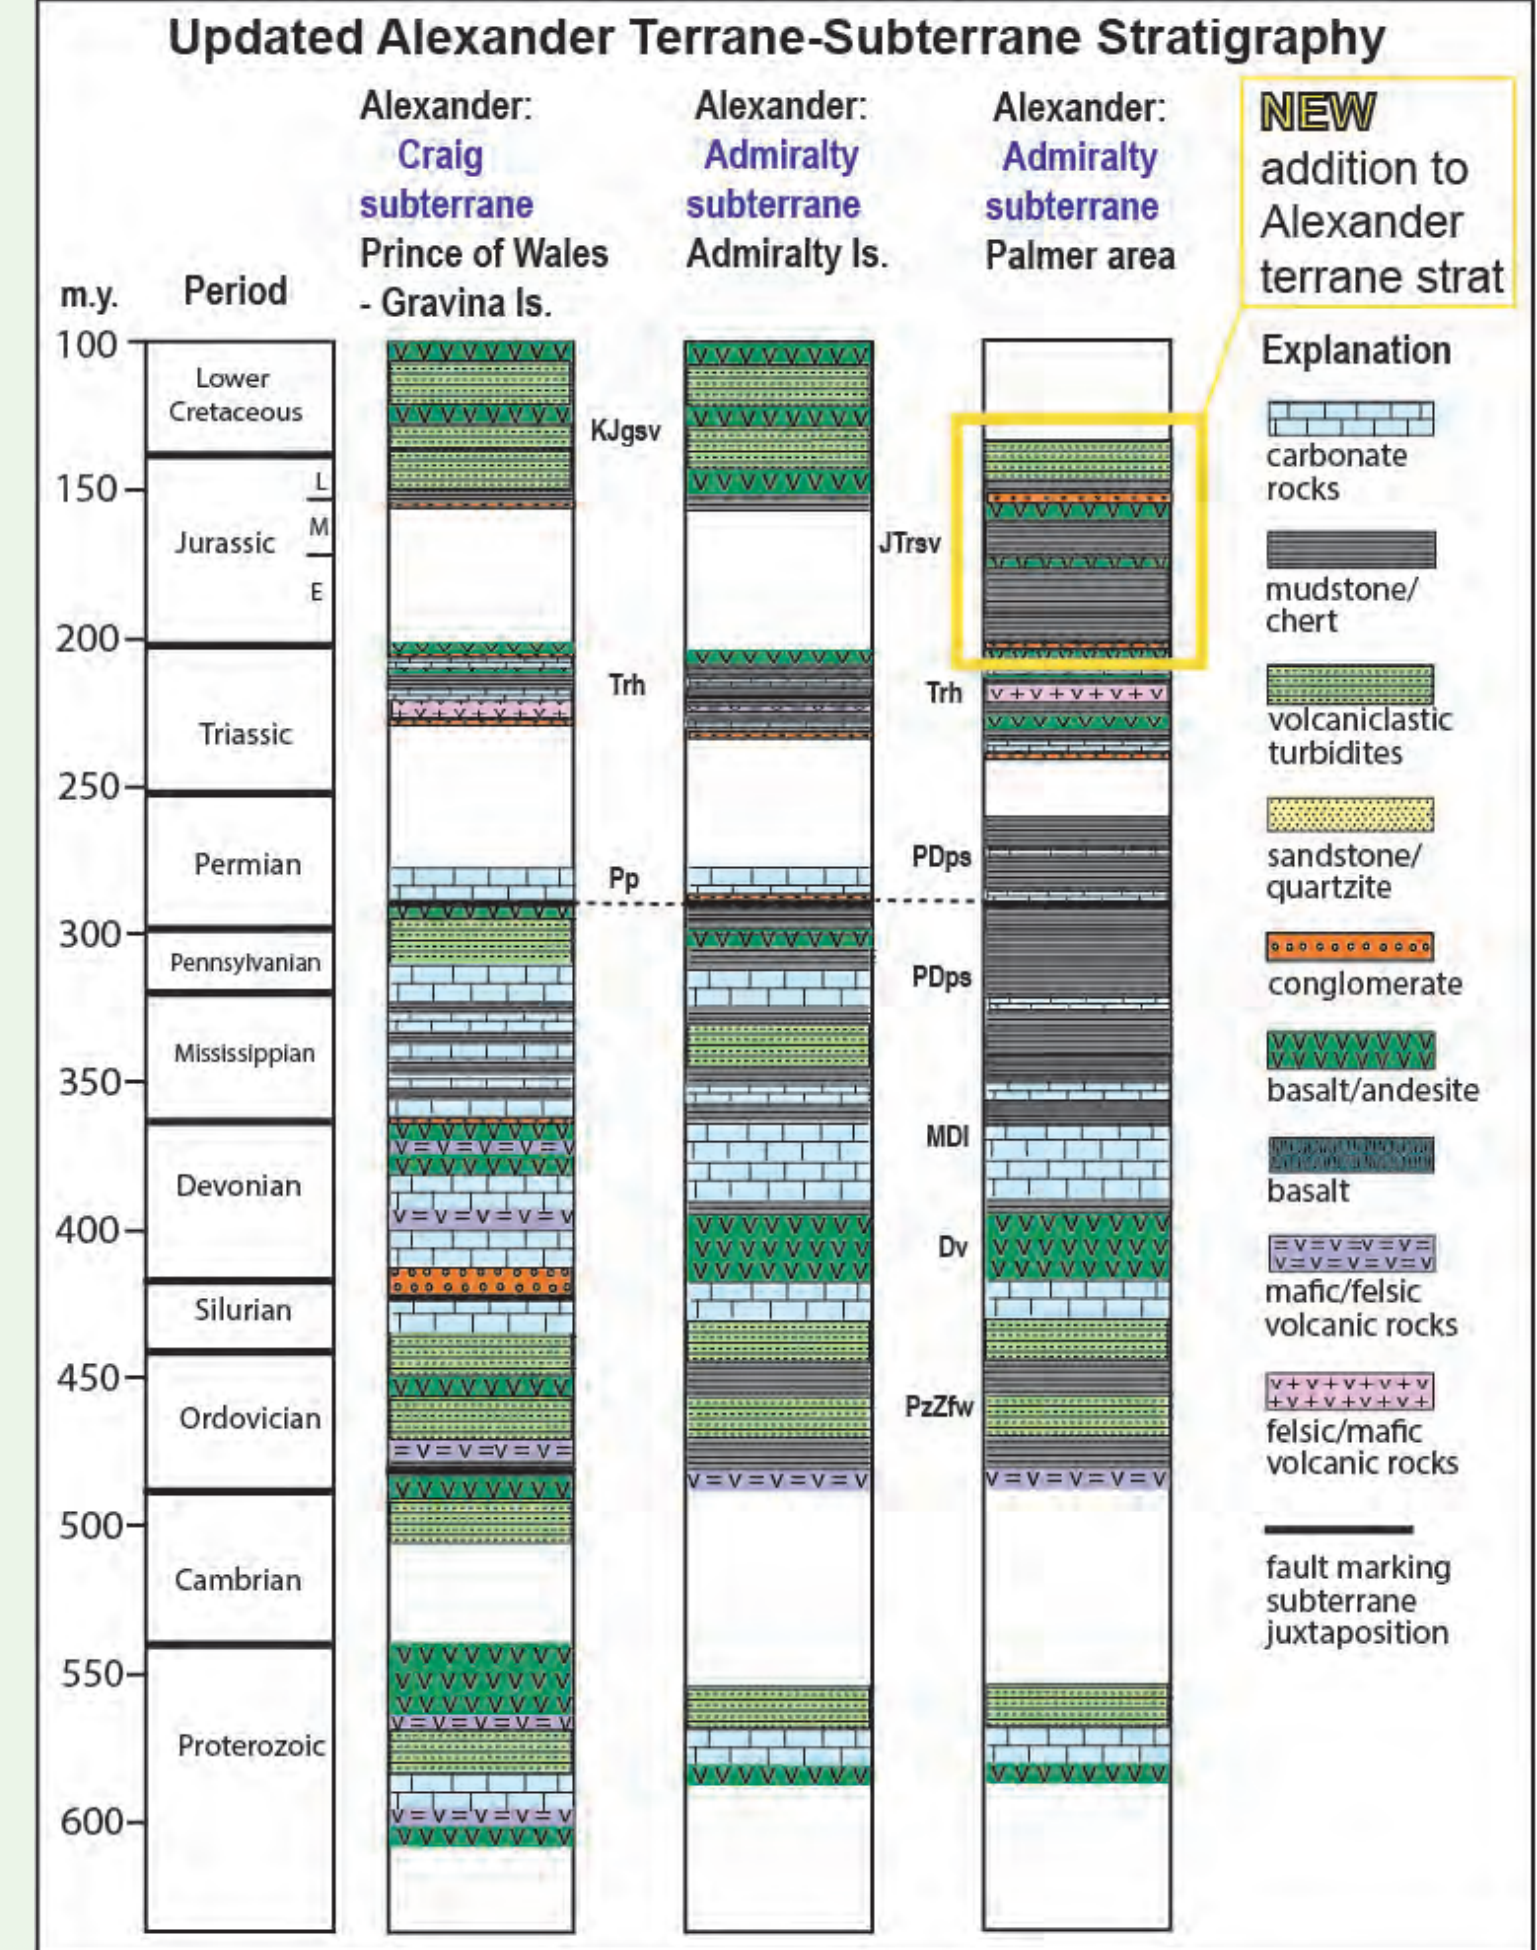 Updated Alexander Terrane-Subterrane Stratigraphy
Alexander:
Craig
subterrane
Prince of Wales
- Gravina Is.
Alexander:
Admiralty
subterrane
Admiralty Is.
Alexander:
Admiralty
subterrane
Palmer area
NEW
addition to
Alexander
terrane strat
m.y.
Period
100
150
200
250
300
350
400
450
500
550
600
Lower
Cretaceous
Jurassic
L
M
E
Triassic
Permian
Pennsylvanian
Mississippian
Devonian
Silurian
Ordovician
Cambrian
Proterozoic
KJgsv
Trh
Pp
JTrsv
Trh
PDps
PDps
MDl
Dv
PzZfw
Explanation
carbonate
rocks
mudstone/
chert
volcaniclastic
turbidites
sandstone/
quartzite
conglomerate
basalt/andesite
basalt
mafic/felsic
volcanic rocks
felsic/mafic
volcanic rocks
fault marking
subterrane
juxtaposition